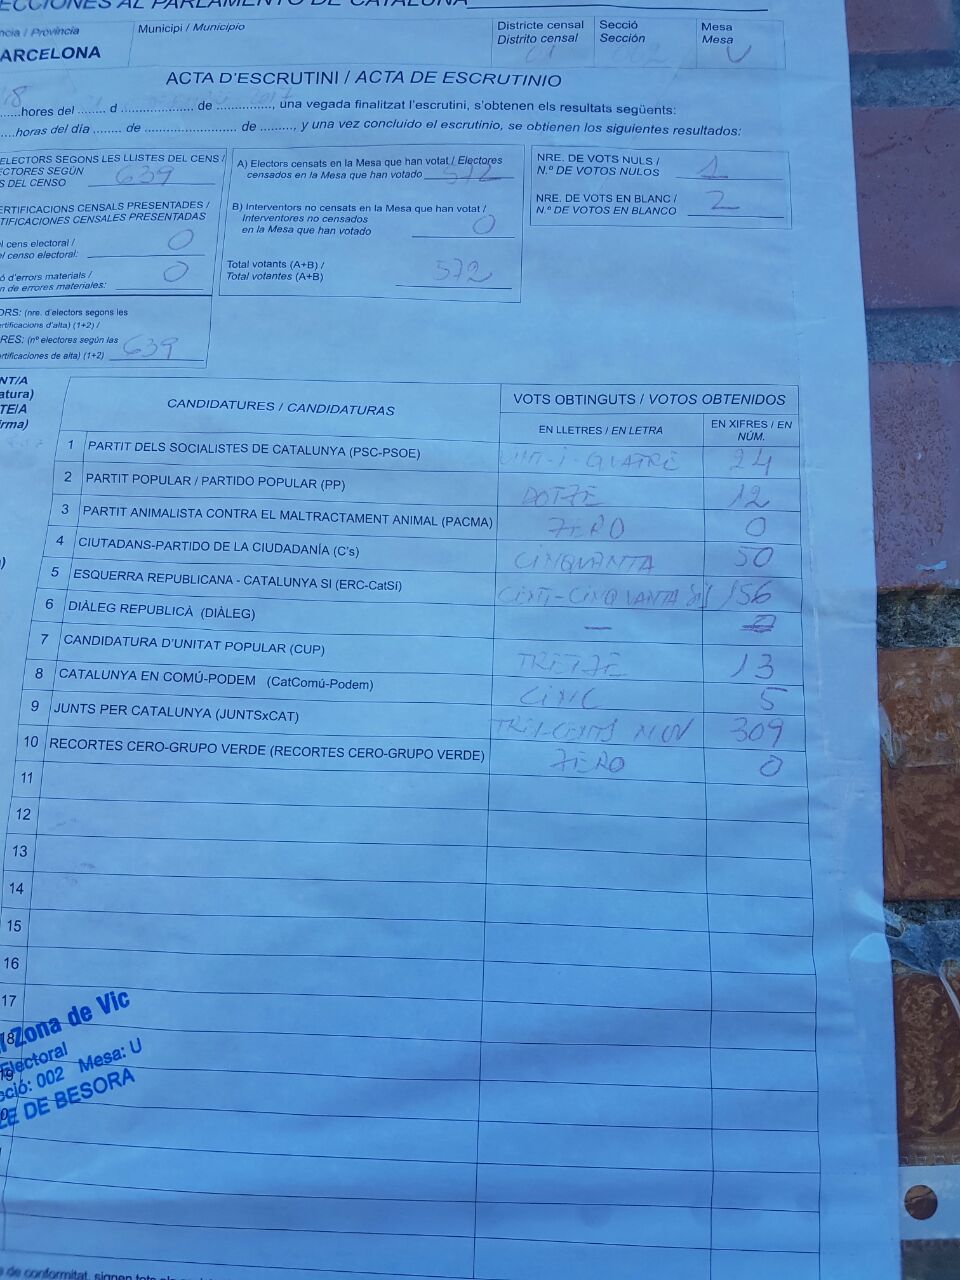 ECCIONES AL PARLAMENTO DE CATALUÑA
ncia / Provincia
ARCELONA
Municipi / Municipio
Districte censal
Distrito censal
01
Secció
Sección
002
Mesa
Mesa
U
ACTA D'ESCRUTINI / ACTA DE ESCRUTINIO
18
......hores del .... d .................. de ............., una vegada finalitzat l'escrutini, s'obtenen els resultats següents:
.....horas del día ........ de ........................ de ........., y una vez concluido el escrutinio, se obtienen los siguientes resultados:
ELECTORS SEGONS LES LLISTES DEL CENS /
ECTORES SEGÚN
S DEL CENSO 639
ERTIFICACIONS CENSALS PRESENTADES /
TIFICACIONES CENSALES PRESENTADAS
l cens electoral /
l censo electoral: 0
ó d'errors materials /
n de errores materiales: 0
ORS: (nre. d'electors segons les
ertificacions d'alta) (1+2) /
RES: (nº electores según las
ertificaciones de alta) (1+2) 639
A) Electors censats en la Mesa que han votat / Electores
censados en la Mesa que han votado 572
B) Interventors no censats en la Mesa que han votat /
Interventores no censados
en la Mesa que han votado 0
Total votants (A+B) /
Total votantes (A+B) 572
NRE. DE VOTS NULS /
N.º DE VOTOS NULOS 1
NRE. DE VOTS EN BLANC /
N.º DE VOTOS EN BLANCO 2
NT/A
atura)
TE/A
irma)
CANDIDATURES / CANDIDATURAS
VOTS OBTINGUTS / VOTOS OBTENIDOS
EN LLETRES / EN LETRA
EN XIFRES / EN
NÚM.
1 PARTIT DELS SOCIALISTES DE CATALUNYA (PSC-PSOE) VINT-I-QUATRE 24
2 PARTIT POPULAR / PARTIDO POPULAR (PP) DOTZE 12
3 PARTIT ANIMALISTA CONTRA EL MALTRACTAMENT ANIMAL (PACMA) ZERO 0
4 CIUTADANS-PARTIDO DE LA CIUDADANÍA (C's) CINQUANTA 50
5 ESQUERRA REPUBLICANA - CATALUNYA SI (ERC-CatSí) CENT-CINQUANTA SIS 156
6 DIÀLEG REPUBLICÀ (DIÀLEG) —
7 CANDIDATURA D'UNITAT POPULAR (CUP) TRETZE 13
8 CATALUNYA EN COMÚ-PODEM (CatComú-Podem) CINC 5
9 JUNTS PER CATALUNYA (JUNTSxCAT) TRES-CENTS NOU 309
10 RECORTES CERO-GRUPO VERDE (RECORTES CERO-GRUPO VERDE) ZERO 0
11
12
13
14
15
16
17
18
19
Zona de Vic
Electoral
ció: 002 Mesa: U
DE BESORA
de conformitat, signen tots